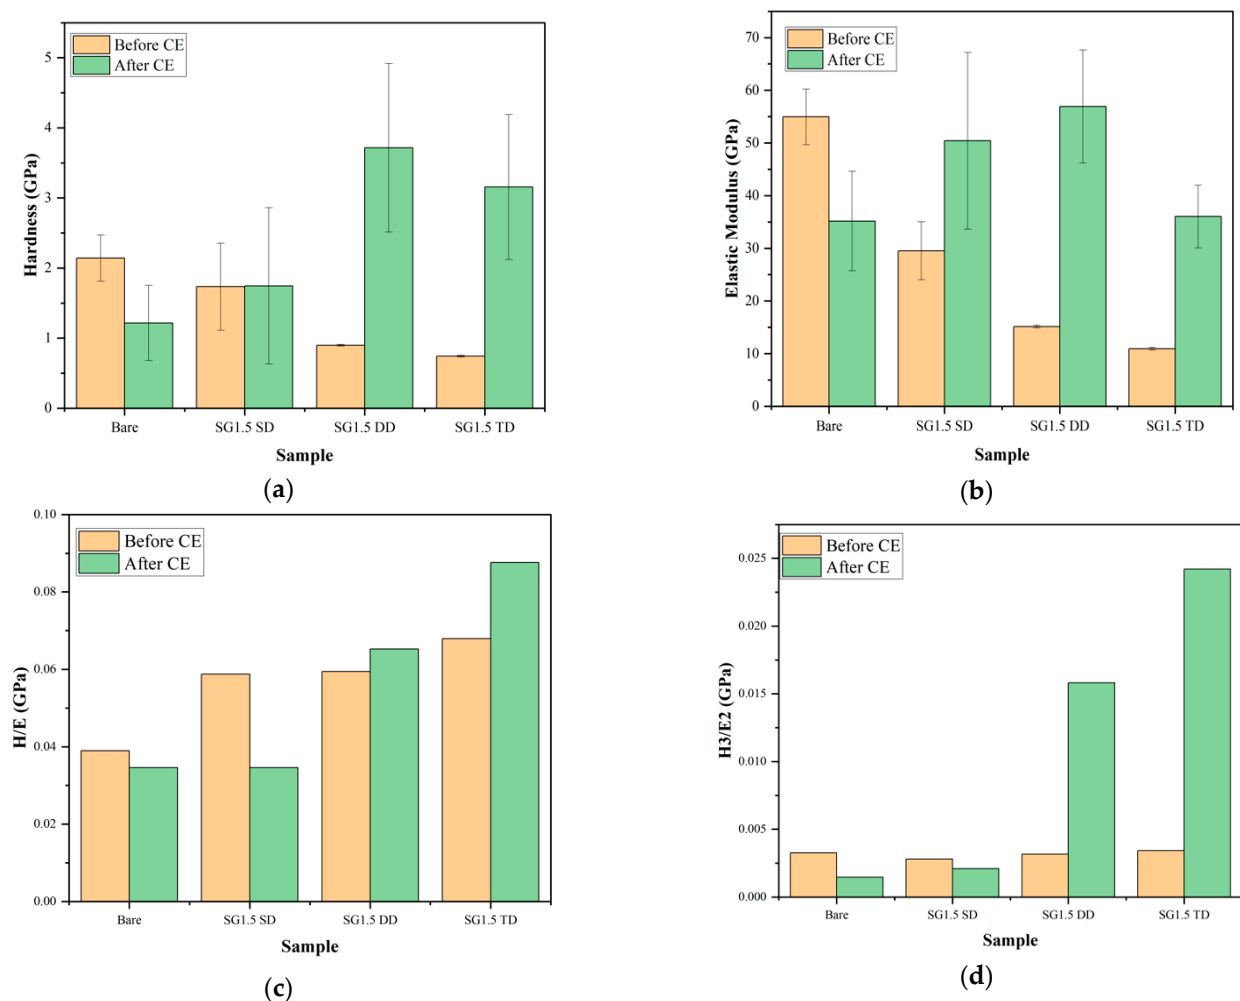 Before CE
After CE
5
4
3
2
1
0
Hardness (GPa)
Bare
SG1.5 SD
SG1.5 DD
SG1.5 TD
Sample
(a)
Before CE
After CE
70
60
50
40
30
20
10
0
Elastic Modulus (GPa)
Bare
SG1.5 SD
SG1.5 DD
SG1.5 TD
Sample
(b)
Before CE
After CE
0.10
0.08
0.06
0.04
0.02
0.00
H/E (GPa)
Bare
SG1.5 SD
SG1.5 DD
SG1.5 TD
Sample
(c)
Before CE
After CE
0.025
0.020
0.015
0.010
0.005
0.000
H3/E2 (GPa)
Bare
SG1.5 SD
SG1.5 DD
SG1.5 TD
Sample
(d)